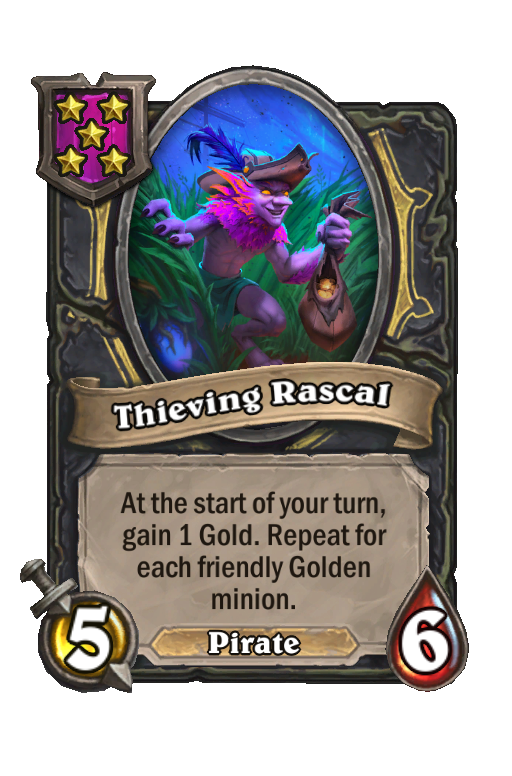 Thieving Rascal
At the start of your turn,
gain 1 Gold. Repeat for
each friendly Golden
minion.
5
Pirate
6